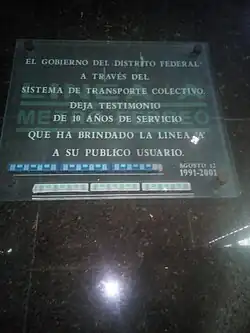 EL GOBIERNO DEL DISTRITO FEDERAL
A TRAVÉS DEL
SISTEMA DE TRANSPORTE COLECTIVO,
DEJA TESTIMONIO
DE 10 AÑOS DE SERVICIO
QUE HA BRINDADO LA LINEA "A"
A SU PUBLICO USUARIO.
AGOSTO 12
1991-2001